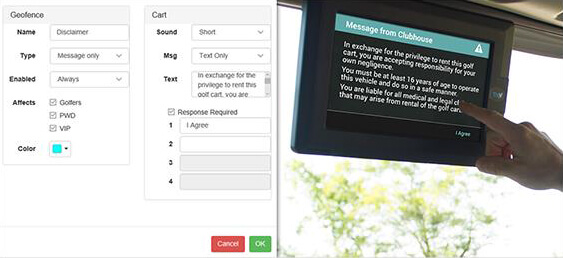 Geofence
Name Disclaimer
Type Message only
Enabled Always
Affects Golfers
PWD
VIP
Color
Cart
Sound Short
Msg Text Only
Text In exchange for the
privilege to rent this
golf cart, you are
Response Required
1 I Agree
2
3
4
Cancel OK
Message from Clubhouse
In exchange for the privilege to rent this golf
cart, you are accepting responsibility for your
own negligence.
You must be at least 16 years of age to operate
this vehicle and do so in a safe manner.
You are liable for all medical and legal
that may arise from rental of the golf
I Agree